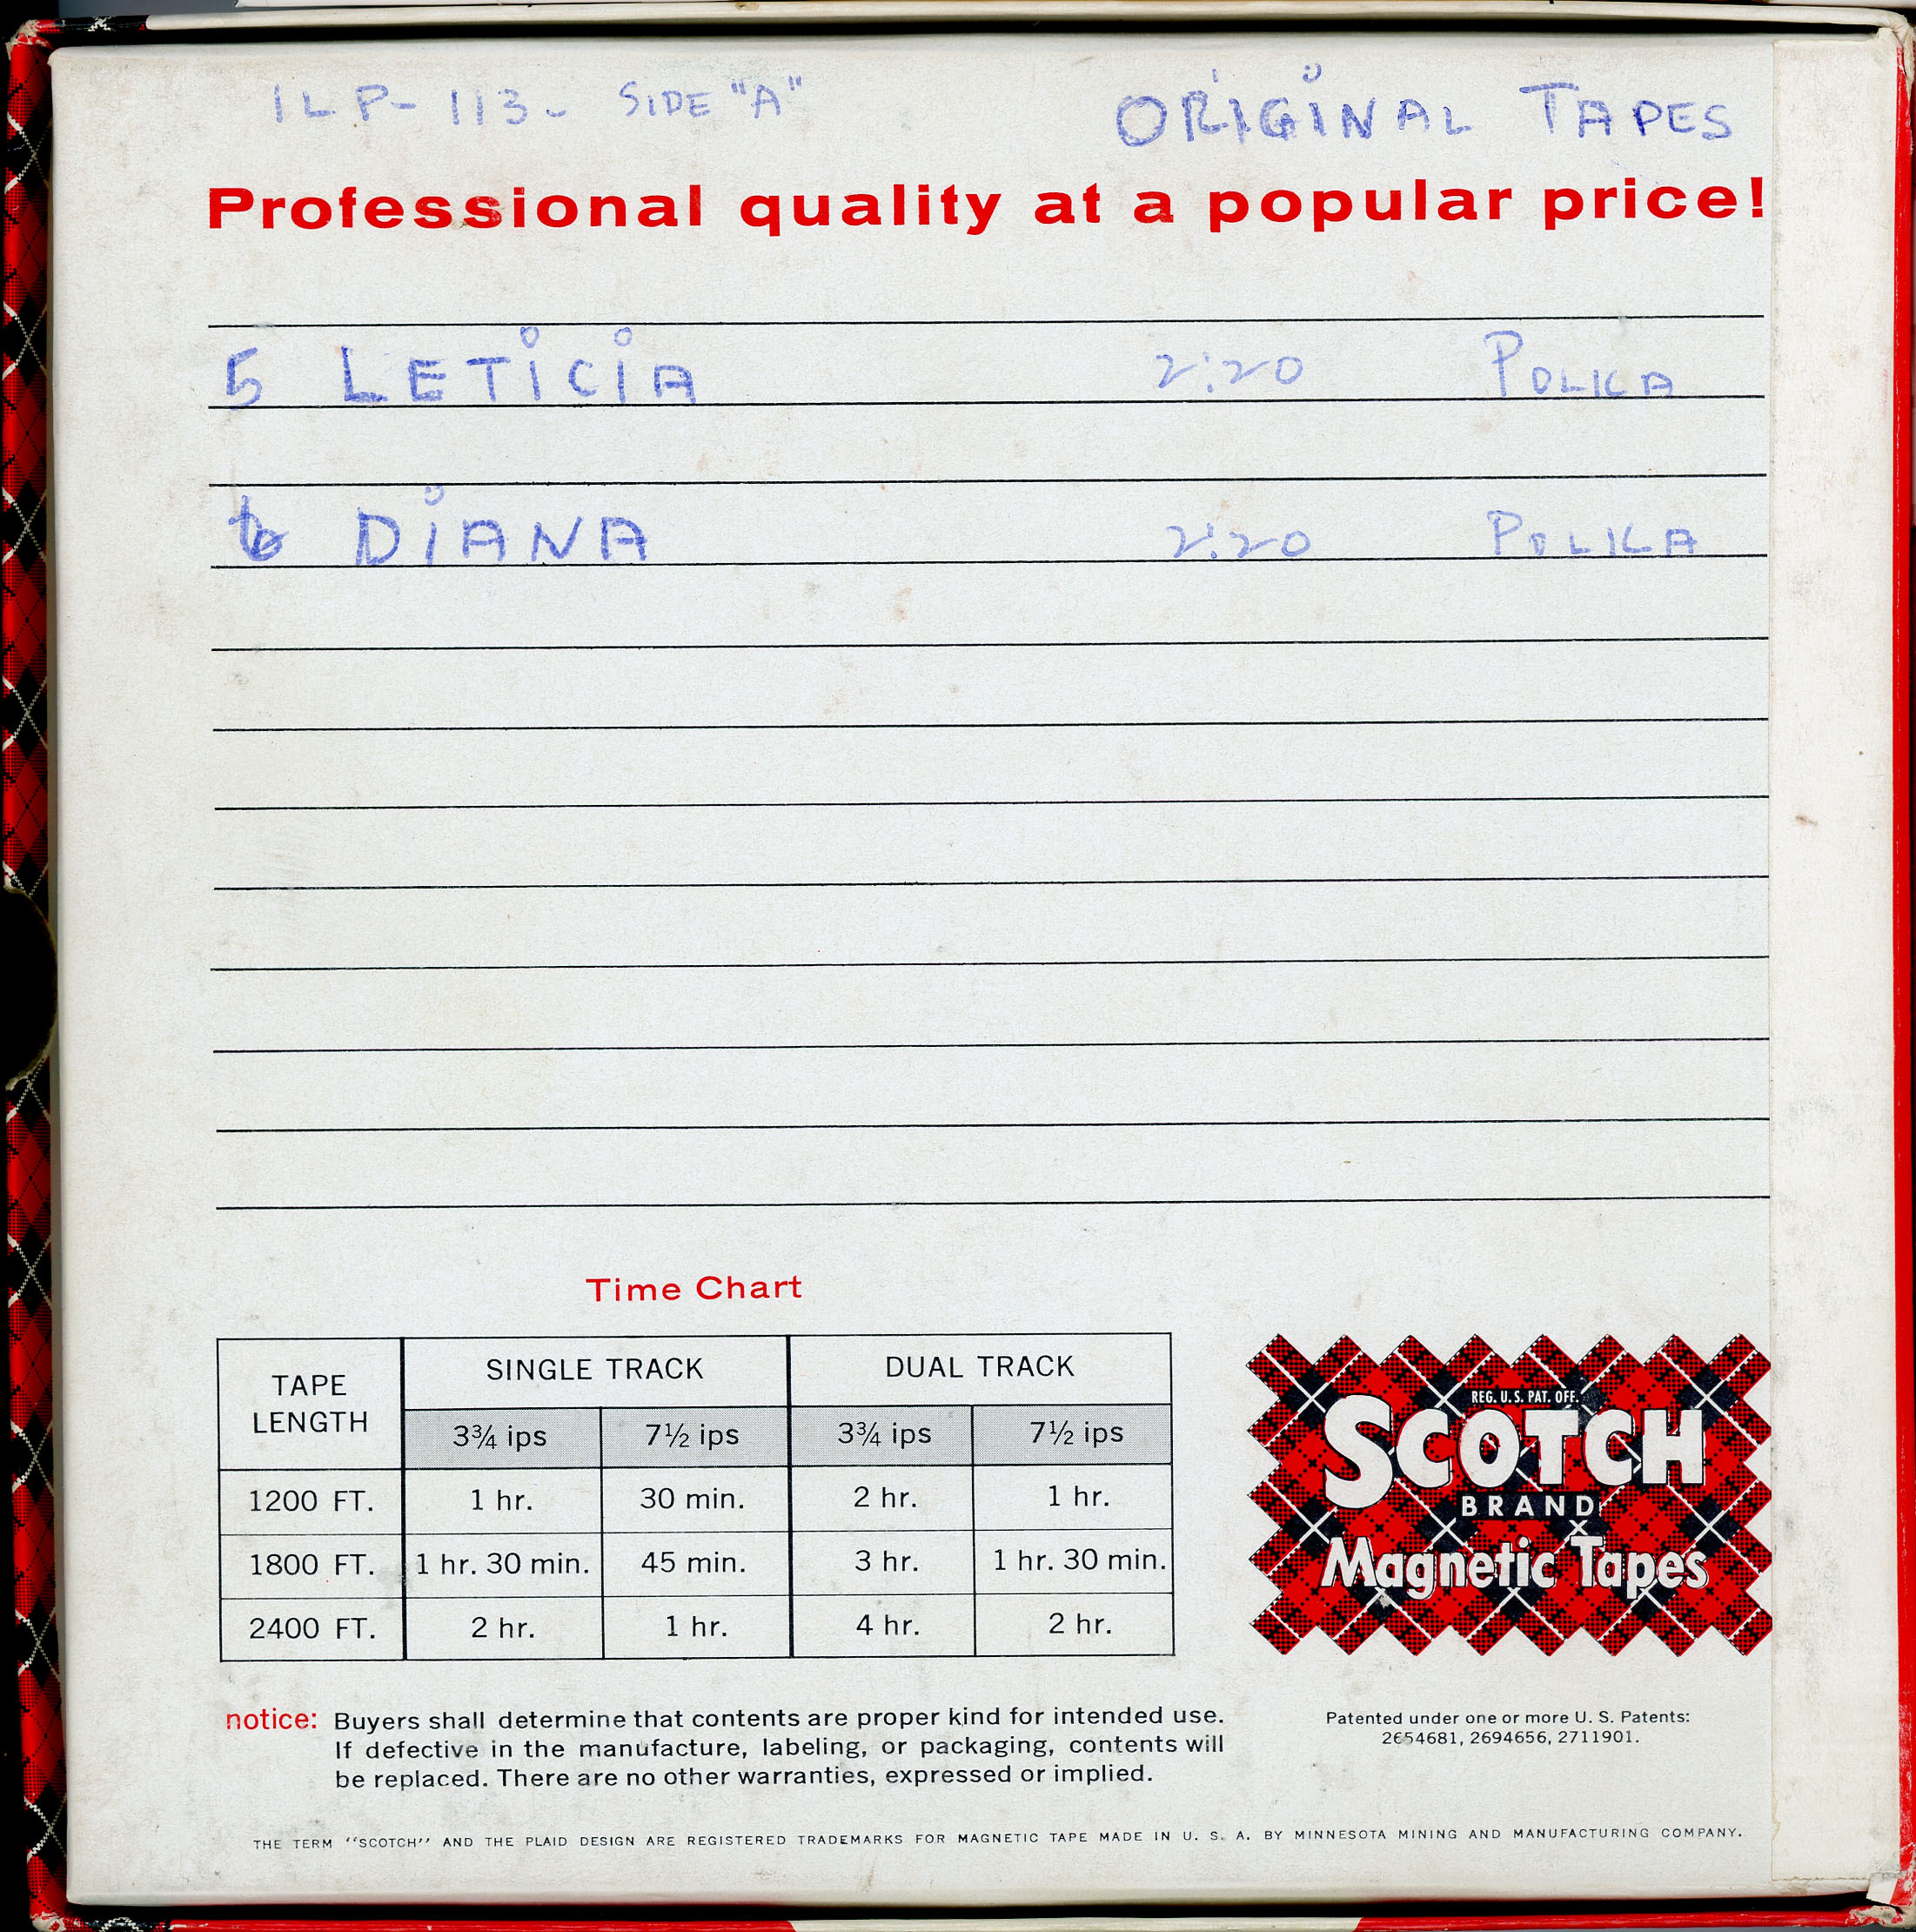 1LP-113- SIDE "A" ORIGINAL TAPES
Professional quality at a popular price!
5 LETICIA 2:20 POLKA
6 DIANA 2:20 POLKA
Time Chart
TAPE LENGTH SINGLE TRACK DUAL TRACK
3¾ ips 7½ ips 3¾ ips 7½ ips
1200 FT. 1 hr. 30 min. 2 hr. 1 hr.
1800 FT. 1 hr. 30 min. 45 min. 3 hr. 1 hr. 30 min.
2400 FT. 2 hr. 1 hr. 4 hr. 2 hr.
REG. U.S. PAT. OFF.
SCOTCH
BRAND
Magnetic Tapes
notice: Buyers shall determine that contents are proper kind for intended use.
If defective in the manufacture, labeling, or packaging, contents will
be replaced. There are no other warranties, expressed or implied.
Patented under one or more U. S. Patents:
2654681, 2694656, 2711901.
THE TERM "SCOTCH" AND THE PLAID DESIGN ARE REGISTERED TRADEMARKS FOR MAGNETIC TAPE MADE IN U. S. A. BY MINNESOTA MINING AND MANUFACTURING COMPANY.